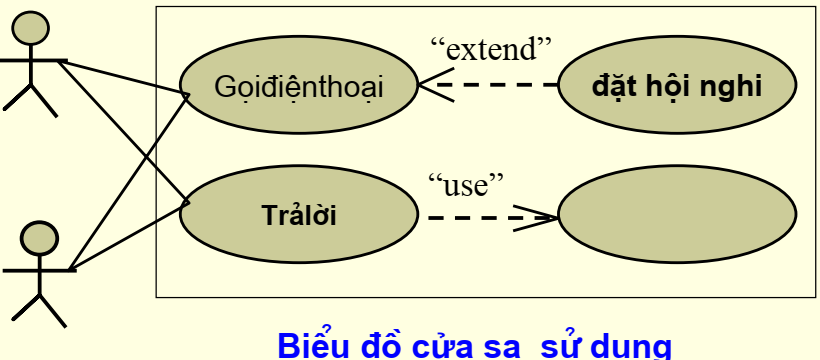 “extend”
Gọiđiệnthoại
đặt hội nghi
“use”
Trảlời
Biểu đồ cửa sa sử dung